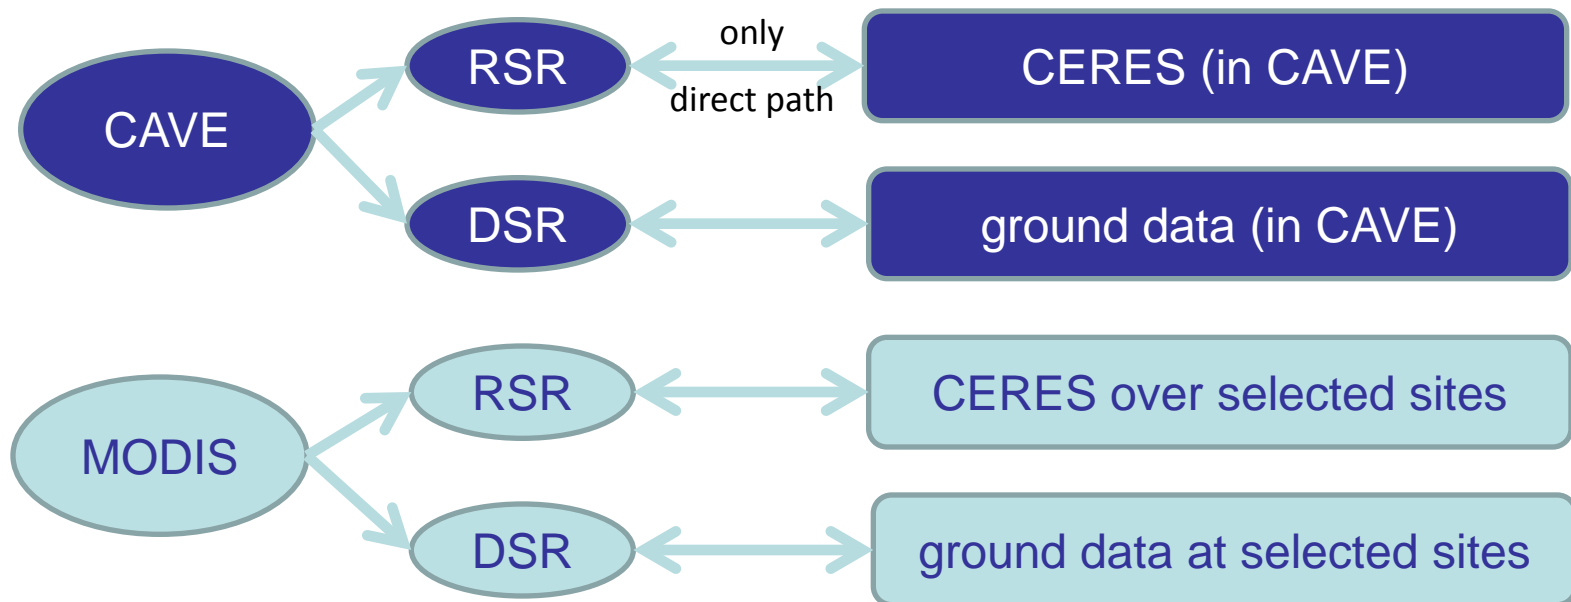 CAVE
RSR
only
direct path
CERES (in CAVE)
DSR
ground data (in CAVE)
MODIS
RSR
CERES over selected sites
DSR
ground data at selected sites